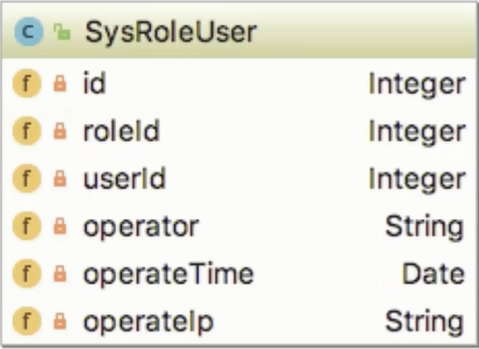 C SysRoleUser
f id Integer
f roleId Integer
f userId Integer
f operator String
f operateTime Date
f operateIp String